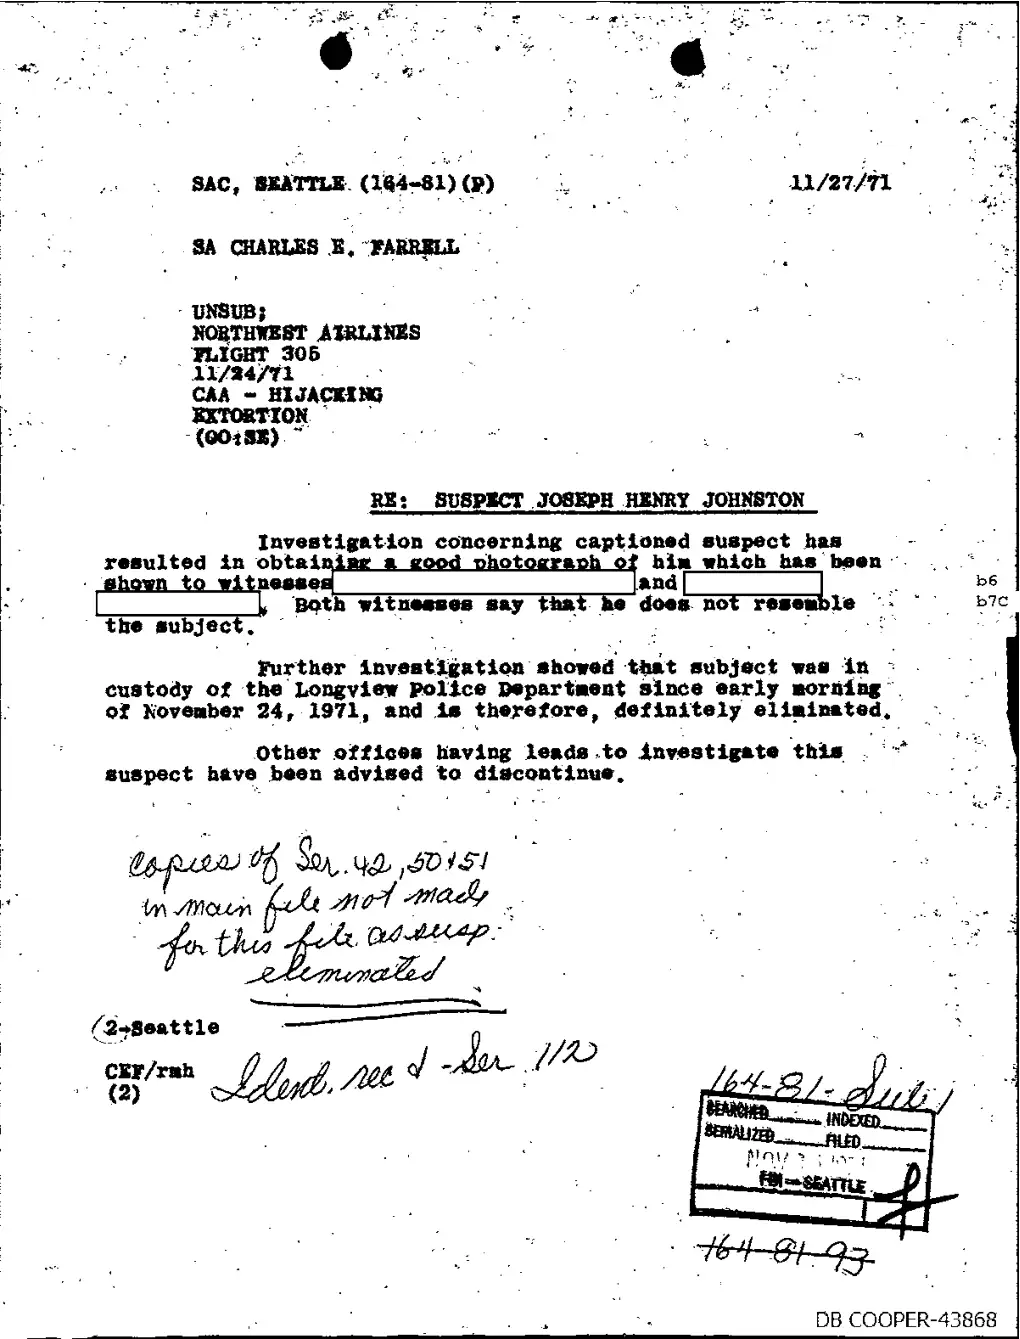 SAC, SEATTLE (164-81)(P) 11/27/71
SA CHARLES E. FARRELL
UNSUB;
NORTHWEST AIRLINES
FLIGHT 305
11/24/71
CAA - HIJACKING
EXTORTION
(OO:SE)
RE: SUSPECT JOSEPH HENRY JOHNSTON
Investigation concerning captioned suspect has
resulted in obtaining a good photograph of him which has been
shown to witnesses and b6
. Both witnesses say that he does not resemble b7C
the subject.
Further investigation showed that subject was in
custody of the Longview Police Department since early morning
of November 24, 1971, and is therefore, definitely eliminated.
Other offices having leads to investigate this
suspect have been advised to discontinue.
copies of Ser. 42, 50 & 51
in main file not made
for this file as susp.
eliminated
2-Seattle
CEF/rmh
(2)
Ident. rec'd - Ser 112
164-81-Sub 1
SEARCHED INDEXED
SERIALIZED FILED
NOV
FBI - SEATTLE
164-81-93
DB COOPER-43868